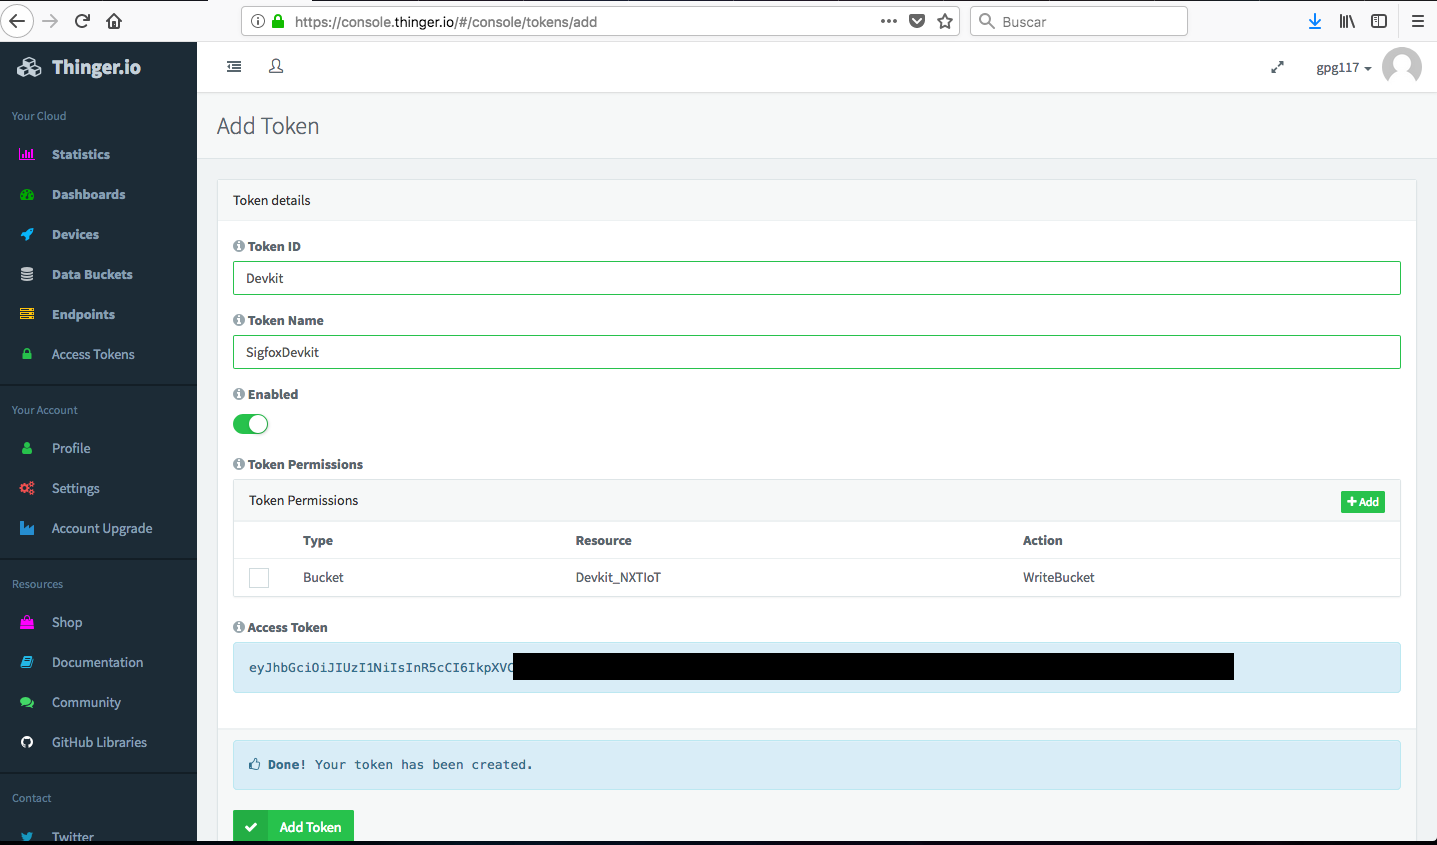 https://console.thinger.io/#/console/tokens/add
Buscar
Thinger.io
gpg117
Your Cloud
Statistics
Dashboards
Devices
Data Buckets
Endpoints
Access Tokens
Your Account
Profile
Settings
Account Upgrade
Resources
Shop
Documentation
Community
GitHub Libraries
Contact
Twitter
Add Token
Token details
Token ID
Devkit
Token Name
SigfoxDevkit
Enabled
Token Permissions
Token Permissions
Add
Type Resource Action
Bucket Devkit_NXTIoT WriteBucket
Access Token
eyJhbGciOiJIUzI1NiIsInR5cCI6IkpXVC
Done! Your token has been created.
Add Token